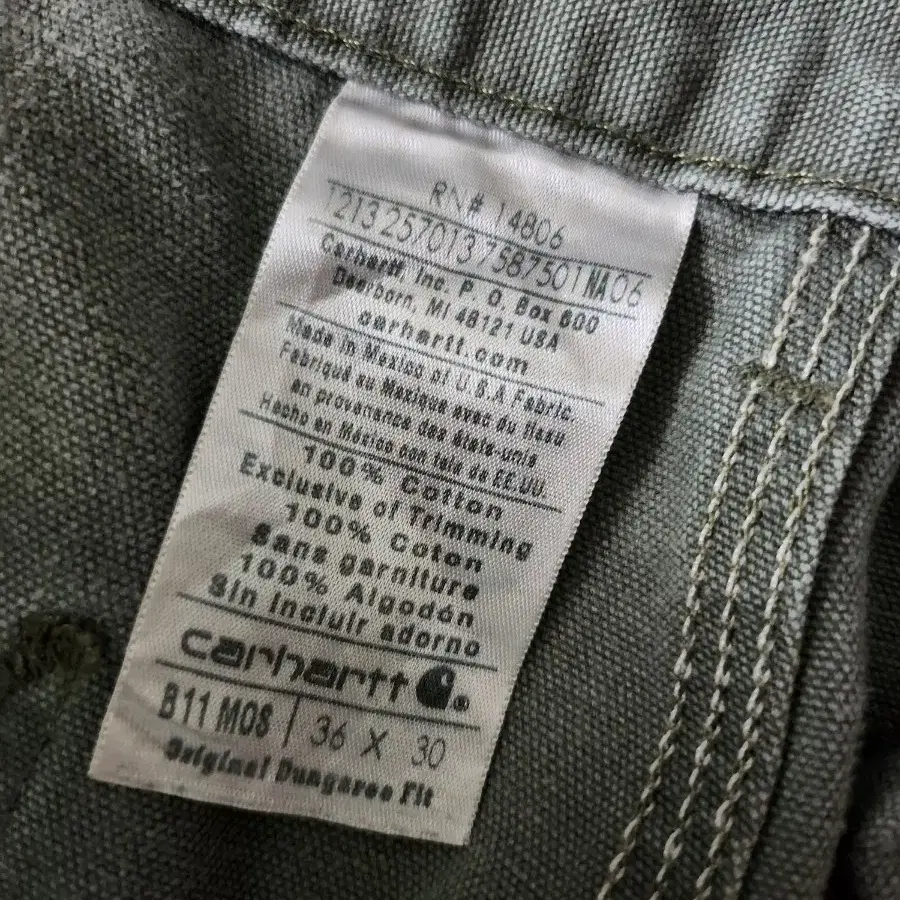 RN# 14806
1213 257013 7587501 NA06
Carhartt Inc. P. O. Box 600
Dearborn, MI 48121 USA
carhartt.com
Made in Mexico of U.S.A Fabric.
Fabriqué au Mexique avec du tissu
en provenance des états-unis
Hecho en México con tela de EE.UU.
100% Cotton
Exclusive of Trimming
100% Coton
Sans garniture
100% Algodón
Sin incluir adorno
carhartt ®
B11 MOS | 36 X 30
Original Dungaree Fit